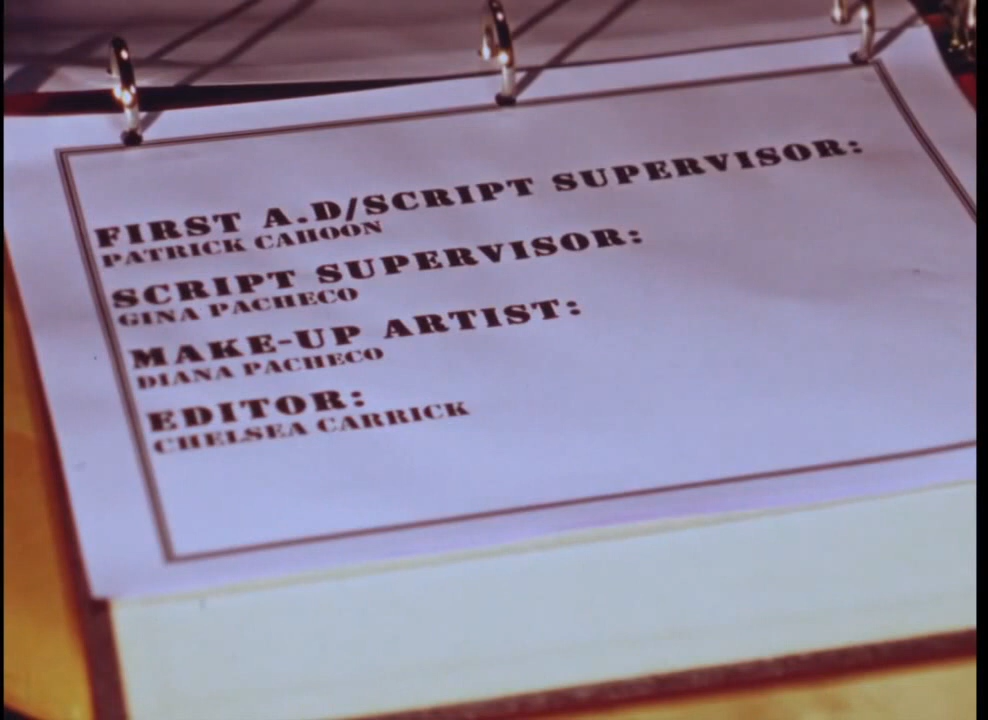 FIRST A.D/SCRIPT SUPERVISOR:
PATRICK CAHOON
SCRIPT SUPERVISOR:
GINA PACHECO
MAKE-UP ARTIST:
DIANA PACHECO
EDITOR:
CHELSEA CARRICK